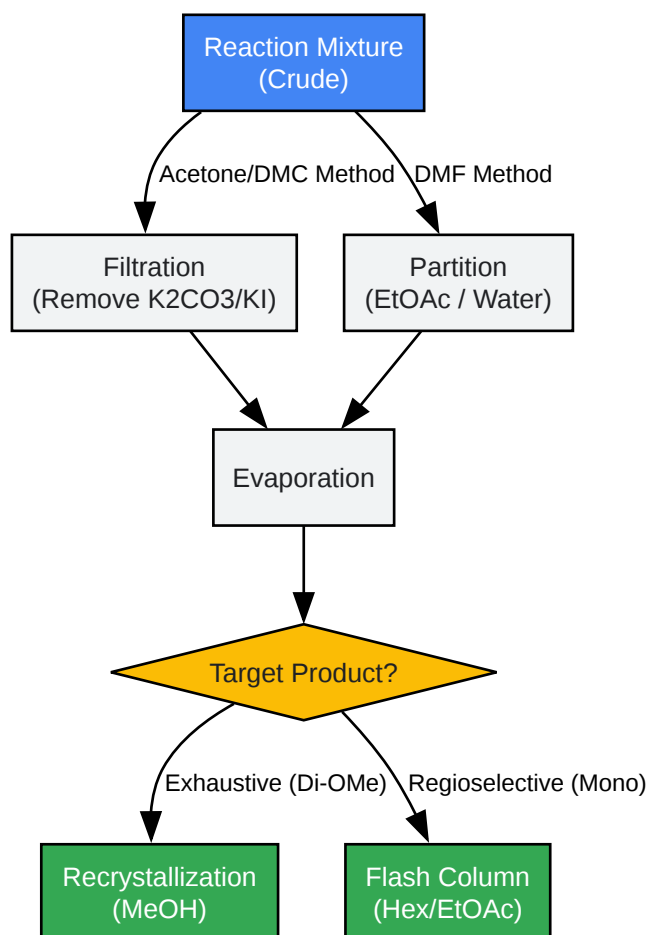 Reaction Mixture
(Crude)
Acetone/DMC Method
DMF Method
Filtration
(Remove K2CO3/KI)
Partition
(EtOAc / Water)
Evaporation
Target Product?
Exhaustive (Di-OMe)
Regioselective (Mono)
Recrystallization
(MeOH)
Flash Column
(Hex/EtOAc)